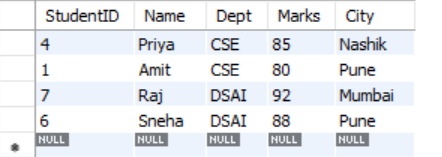 StudentID Name Dept Marks City
4 Priya CSE 85 Nashik
1 Amit CSE 80 Pune
7 Raj DSAI 92 Mumbai
6 Sneha DSAI 88 Pune
NULL NULL NULL NULL NULL